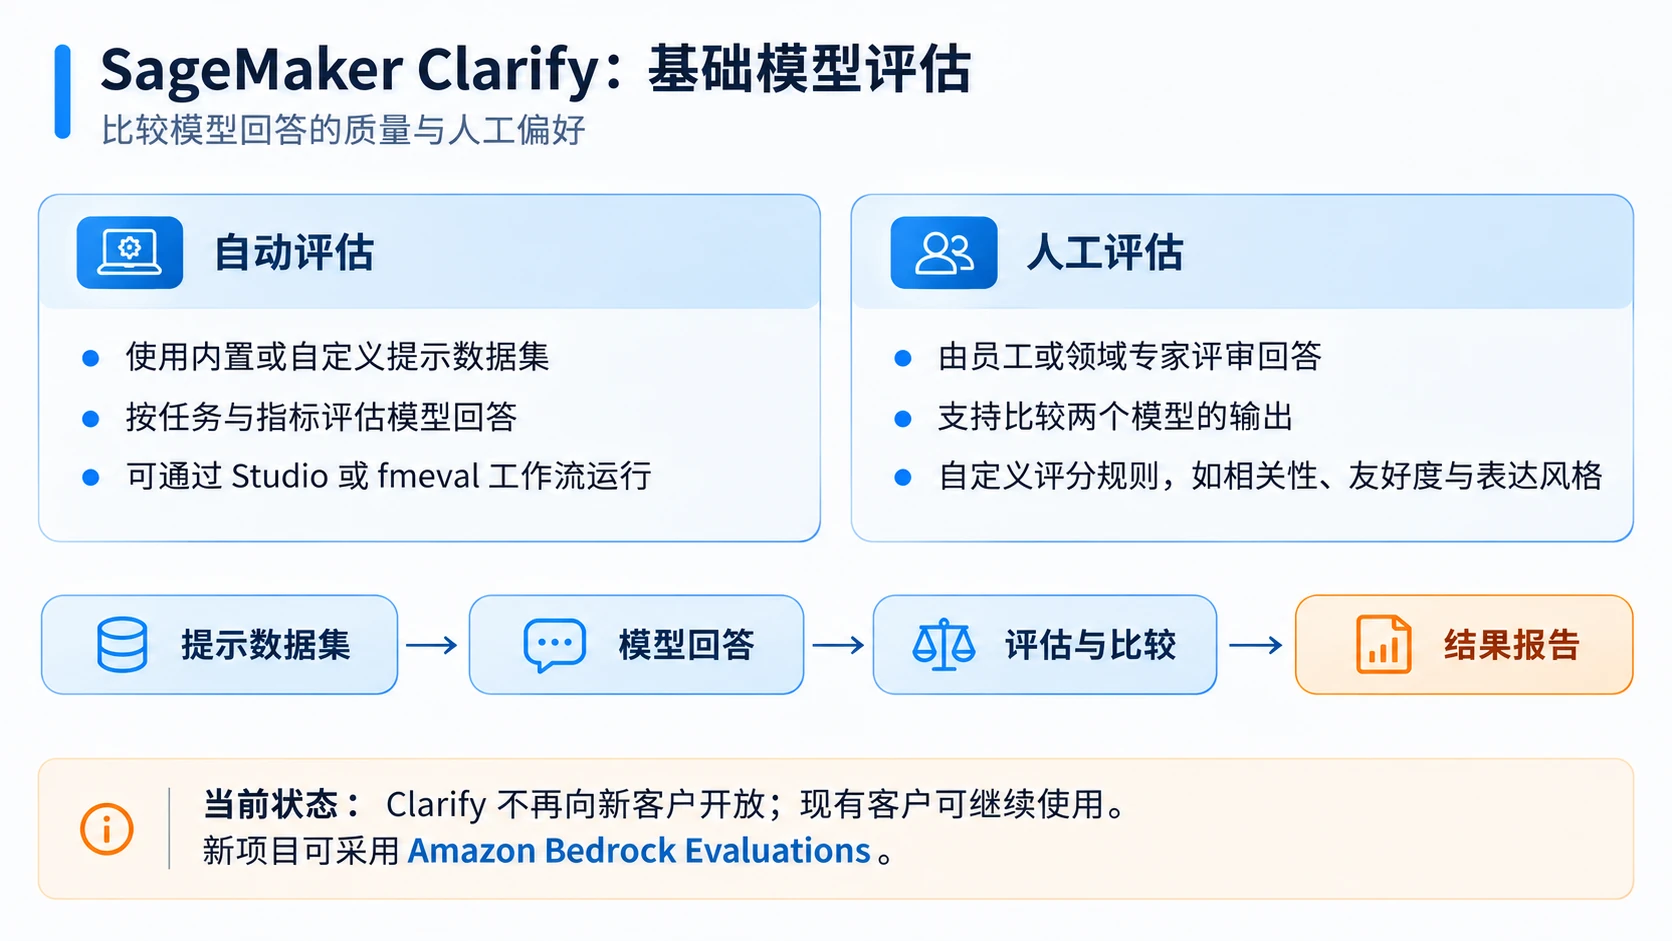 SageMaker Clarify：基础模型评估
比较模型回答的质量与人工偏好
自动评估
使用内置或自定义提示数据集
按任务与指标评估模型回答
可通过 Studio 或 fmeval 工作流运行
人工评估
由员工或领域专家评审回答
支持比较两个模型的输出
自定义评分规则，如相关性、友好度与表达风格
提示数据集
模型回答
评估与比较
结果报告
当前状态： Clarify 不再向新客户开放；现有客户可继续使用。
新项目可采用 Amazon Bedrock Evaluations 。